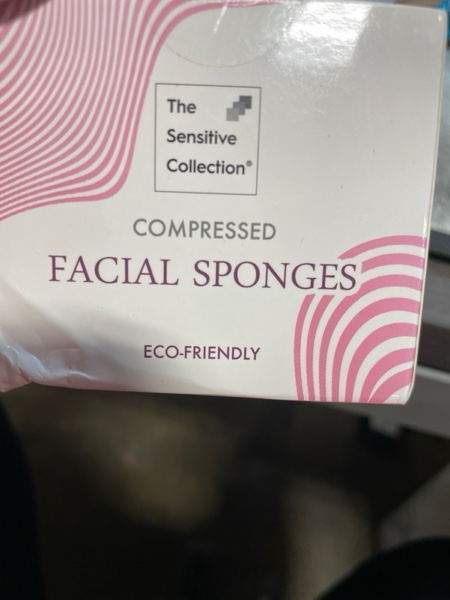 The
Sensitive
Collection®
COMPRESSED
FACIAL SPONGES
ECO-FRIENDLY